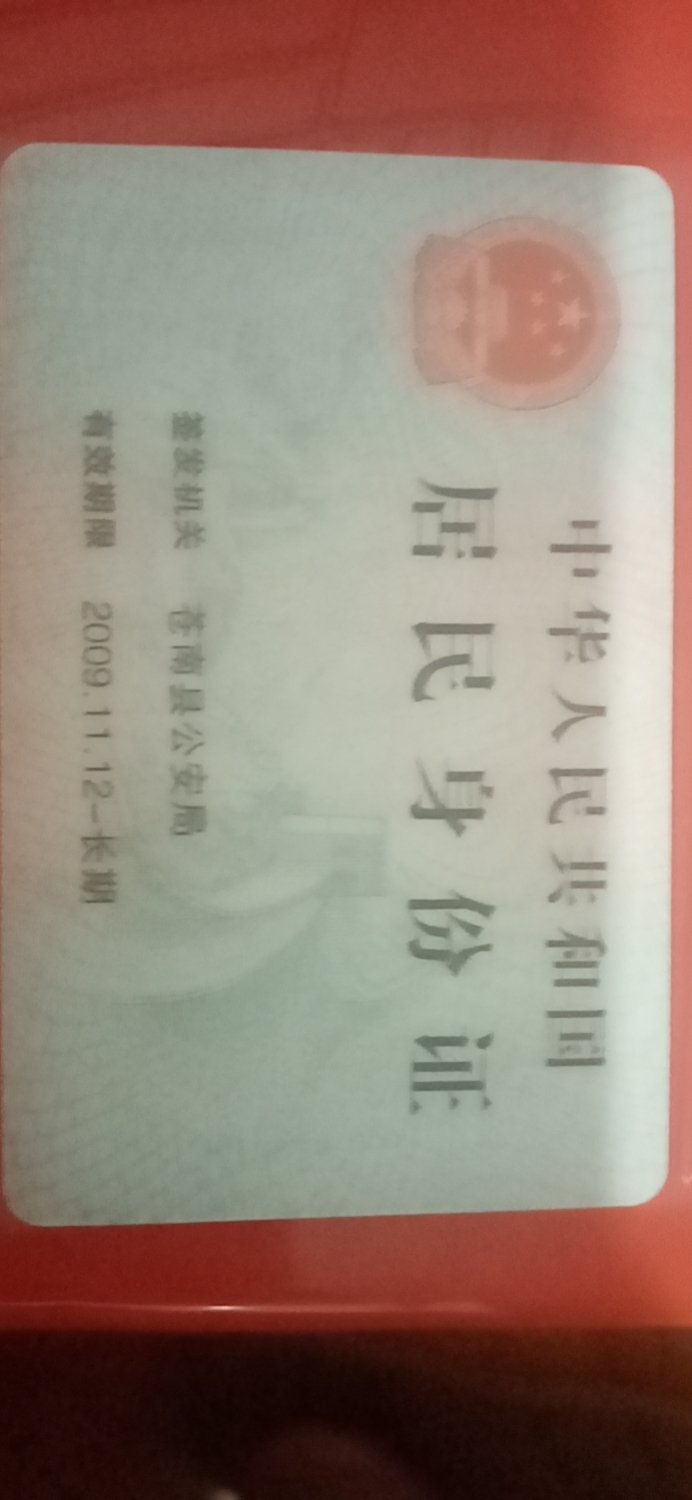 中华人民共和国
居民身份证
签发机关 苍南县公安局
有效期限 2009.11.12-长期